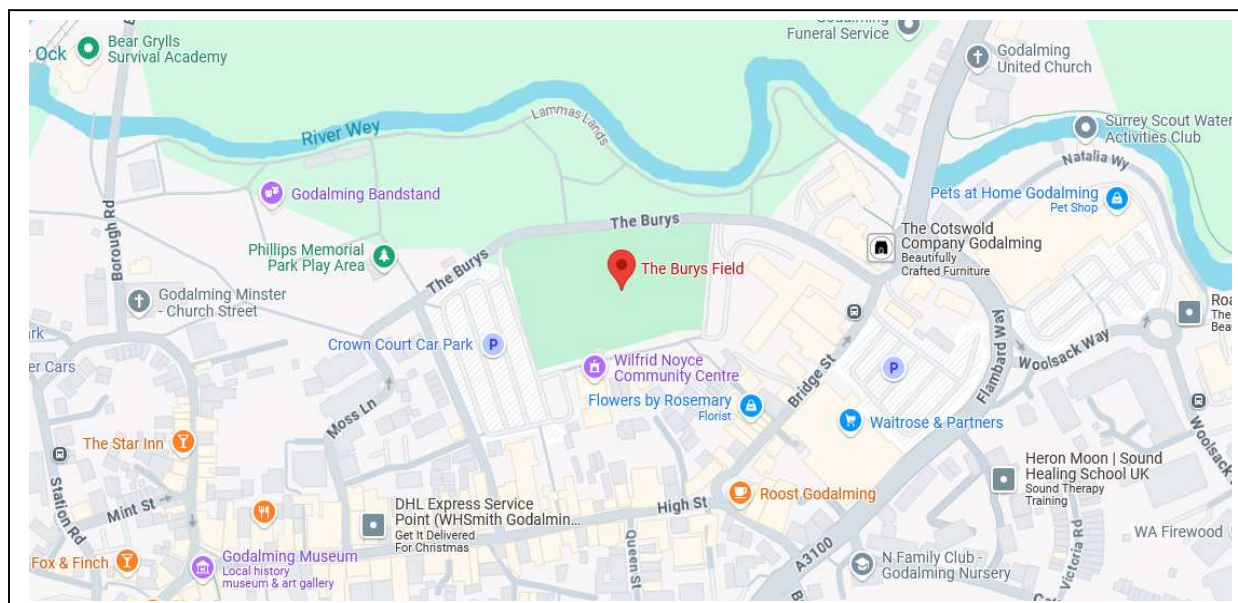 Bear Grylls
Survival Academy
Ock
River Wey
Lammas Lands
Funeral Service
Godalming
United Church
Surrey Scout Water
Activities Club
Natalia Wy
Borough Rd
Godalming Bandstand
The Burys
Pets at Home Godalming
Pet Shop
The Cotswold
Company Godalming
Beautifully
Crafted Furniture
Phillips Memorial
Park Play Area
The Burys
The Burys Field
Godalming Minster
- Church Street
Crown Court Car Park
P
Wilfrid Noyce
Community Centre
Bridge St
P
Flambard Way
Woolsack Way
Roa
The
Beau
rk
er Cars
Moss Ln
Flowers by Rosemary
Florist
Waitrose & Partners
The Star Inn
Woolsack
Station Rd
Mint St
DHL Express Service
Point (WHSmith Godalmin...
Get It Delivered
For Christmas
High St
Roost Godalming
Heron Moon | Sound
Healing School UK
Sound Therapy
Training
Queen St
A3100
Victoria Rd
WA Firewood
Fox & Finch
Godalming Museum
Local history
museum & art gallery
N Family Club -
Godalming Nursery